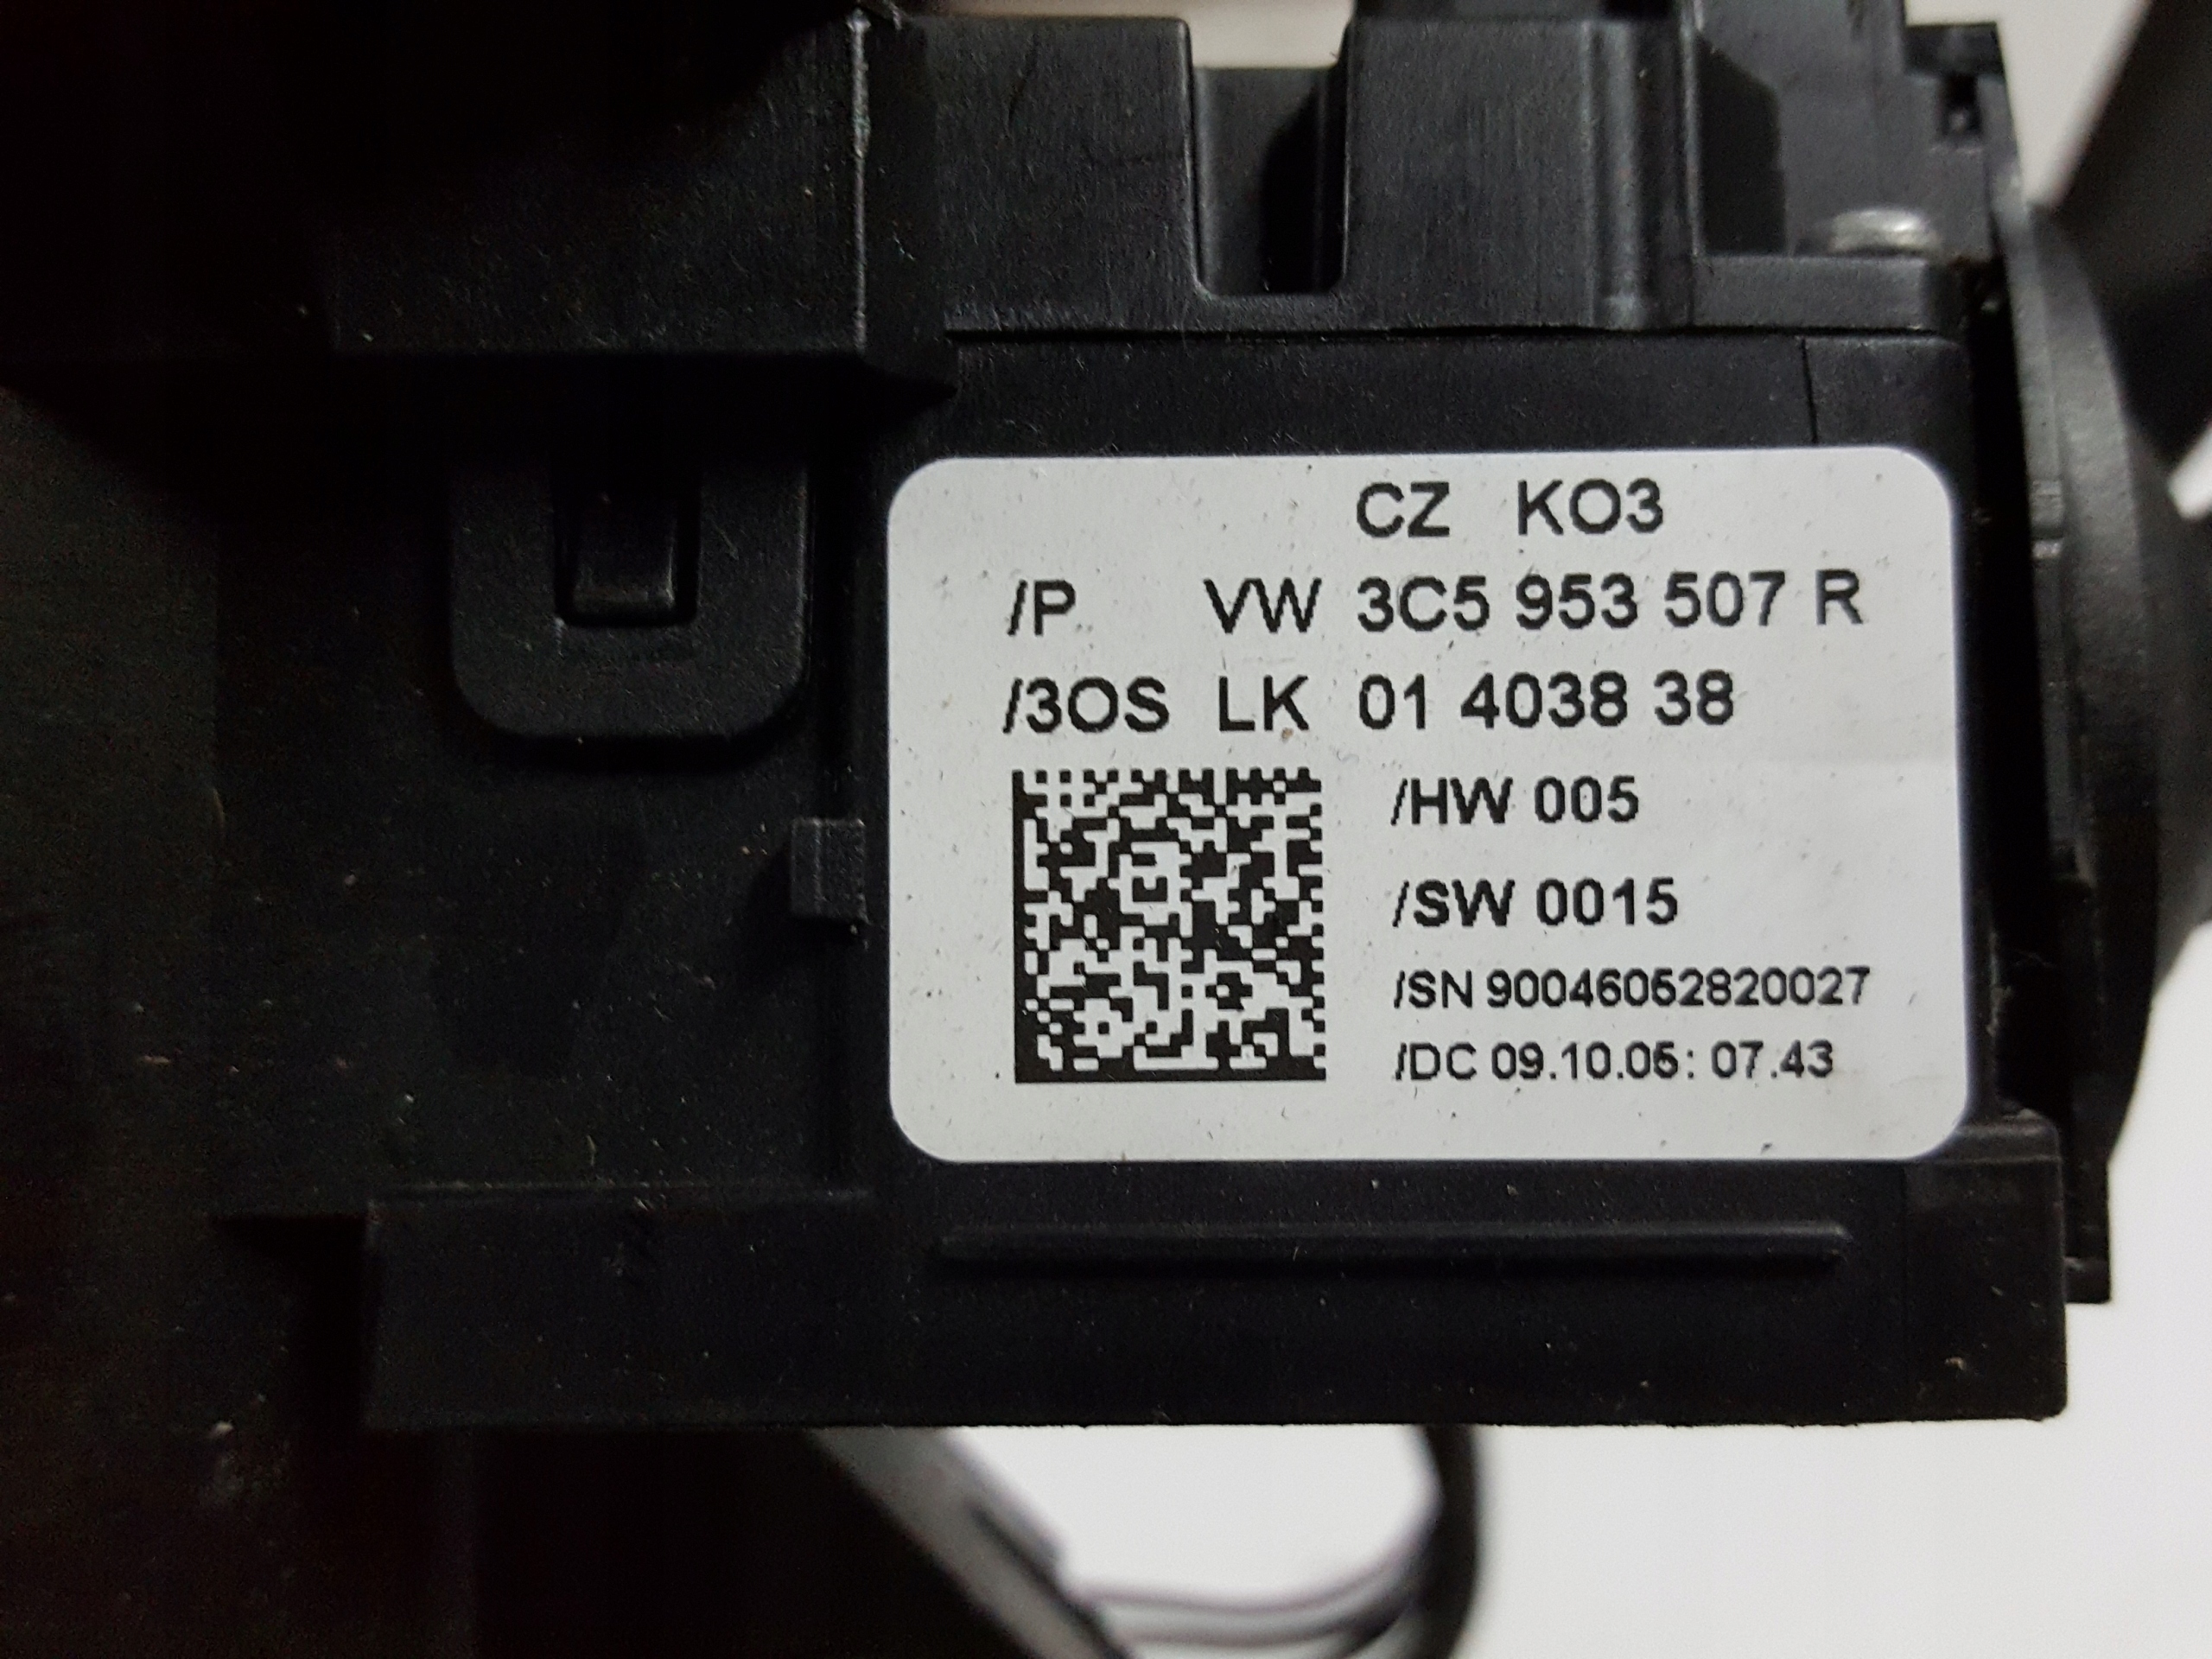 CZ KO3
/P VW 3C5 953 507 R
/3OS LK 01 4038 38
/HW 005
/SW 0015
/SN 90046052820027
/DC 09.10.05: 07.43